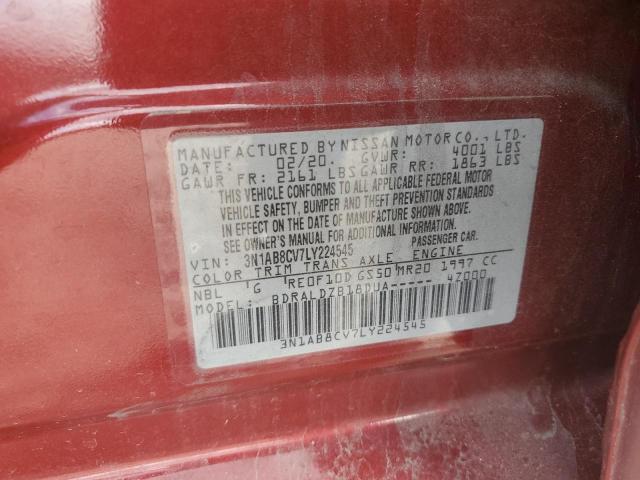 MANUFACTURED BY NISSAN MOTOR CO., LTD.
DATE: 02/20. GVWR: 4001 LBS
GAWR FR: 2161 LBS GAWR RR: 1863 LBS
THIS VEHICLE CONFORMS TO ALL APPLICABLE FEDERAL MOTOR
VEHICLE SAFETY, BUMPER AND THEFT PREVENTION STANDARDS
IN EFFECT ON THE DATE OF MANUFACTURE SHOWN ABOVE.
SEE OWNER'S MANUAL FOR ADDITIONAL INFORMATION.
VIN: 3N1AB8CV7LY224545 PASSENGER CAR
COLOR TRIM TRANS AXLE ENGINE
NBL G RE0F10D GS50 MR20 1997 CC
MODEL: BDRALDZB18DUA----- 47000
3N1AB8CV7LY224545